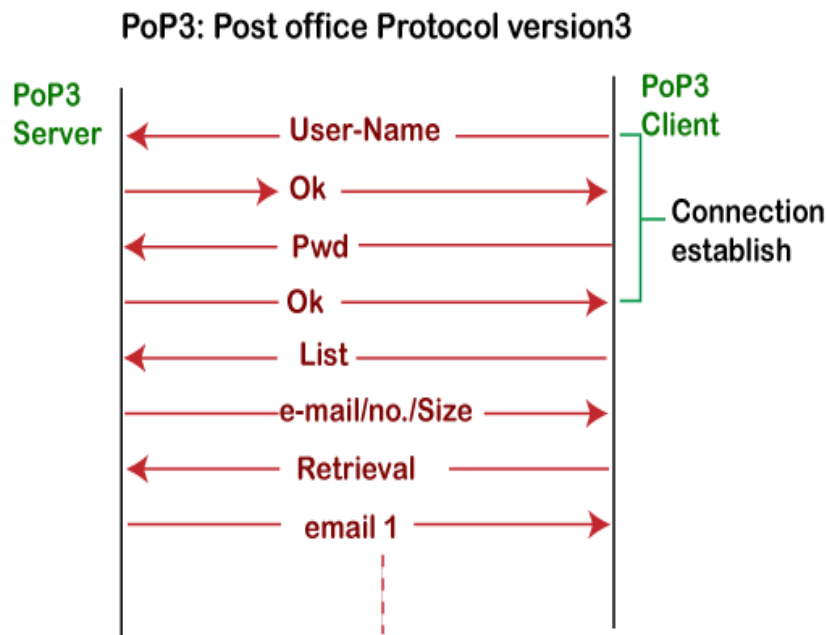 PoP3: Post office Protocol version3
PoP3
Server
PoP3
Client
User-Name
Ok
Pwd
Ok
Connection
establish
List
e-mail/no./Size
Retrieval
email 1